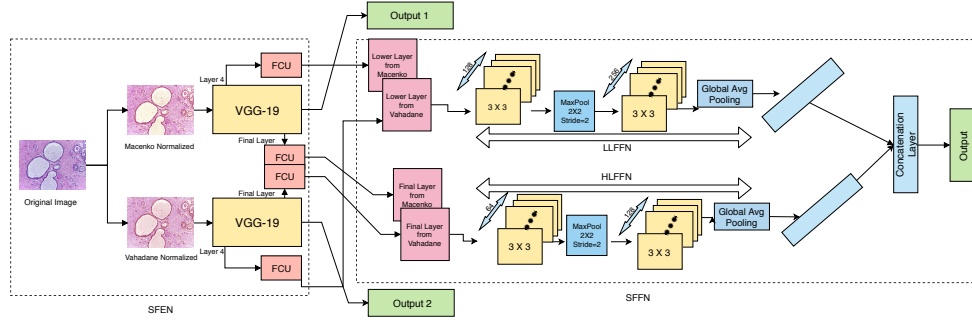 Output 1
FCU
Layer 4
VGG-19
Macenko Normalized
Final Layer
FCU
FCU
Final Layer
Original Image
VGG-19
Vahadane Normalized
Layer 4
FCU
SFEN
Output 2
Lower Layer
from
Macenko
Lower Layer
from
Vahadane
128
3 X 3
MaxPool
2X2
Stride=2
256
3 X 3
Global Avg
Pooling
LLFFN
HLFFN
Final Layer
from
Macenko
Final Layer
from
Vahadane
64
3 X 3
MaxPool
2X2
Stride=2
128
3 X 3
Global Avg
Pooling
Concatenation
Layer
Output
SFFN